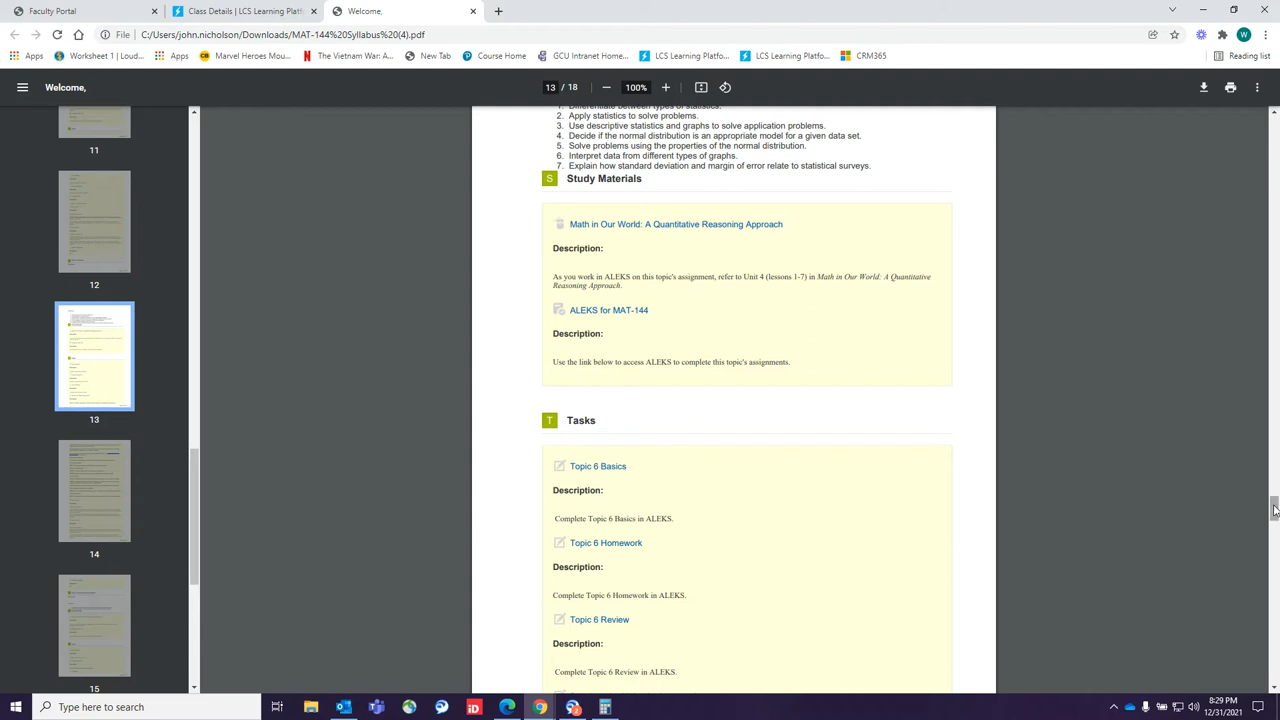 Faculty Portal
Class Details | LCS Learning Platf
Welcome,
File
C:/Users/john.nicholson/Downloads/MAT-144%20Syllabus%20(4).pdf
W
Apps
Worksheet 1 | Found...
Apps
Marvel Heroes Mou...
The Vietnam War: A...
New Tab
Course Home
GCU Intranet Home...
LCS Learning Platfo...
LCS Learning Platfo...
CRM365
Reading list
Welcome,
13 / 18
100%
11
12
13
14
15
1. Differentiate between types of statistics.
2. Apply statistics to solve problems.
3. Use descriptive statistics and graphs to solve application problems.
4. Decide if the normal distribution is an appropriate model for a given data set.
5. Solve problems using the properties of the normal distribution.
6. Interpret data from different types of graphs.
7. Explain how standard deviation and margin of error relate to statistical surveys.
S Study Materials
Math in Our World: A Quantitative Reasoning Approach
Description:
As you work in ALEKS on this topic's assignment, refer to Unit 4 (lessons 1-7) in Math in Our World: A Quantitative
Reasoning Approach.
ALEKS for MAT-144
Description:
Use the link below to access ALEKS to complete this topic's assignments.
T Tasks
Topic 6 Basics
Description:
Complete Topic 6 Basics in ALEKS.
Topic 6 Homework
Description:
Complete Topic 6 Homework in ALEKS.
Topic 6 Review
Description:
Complete Topic 6 Review in ALEKS.
Type here to search
8:29 PM
12/31/2021